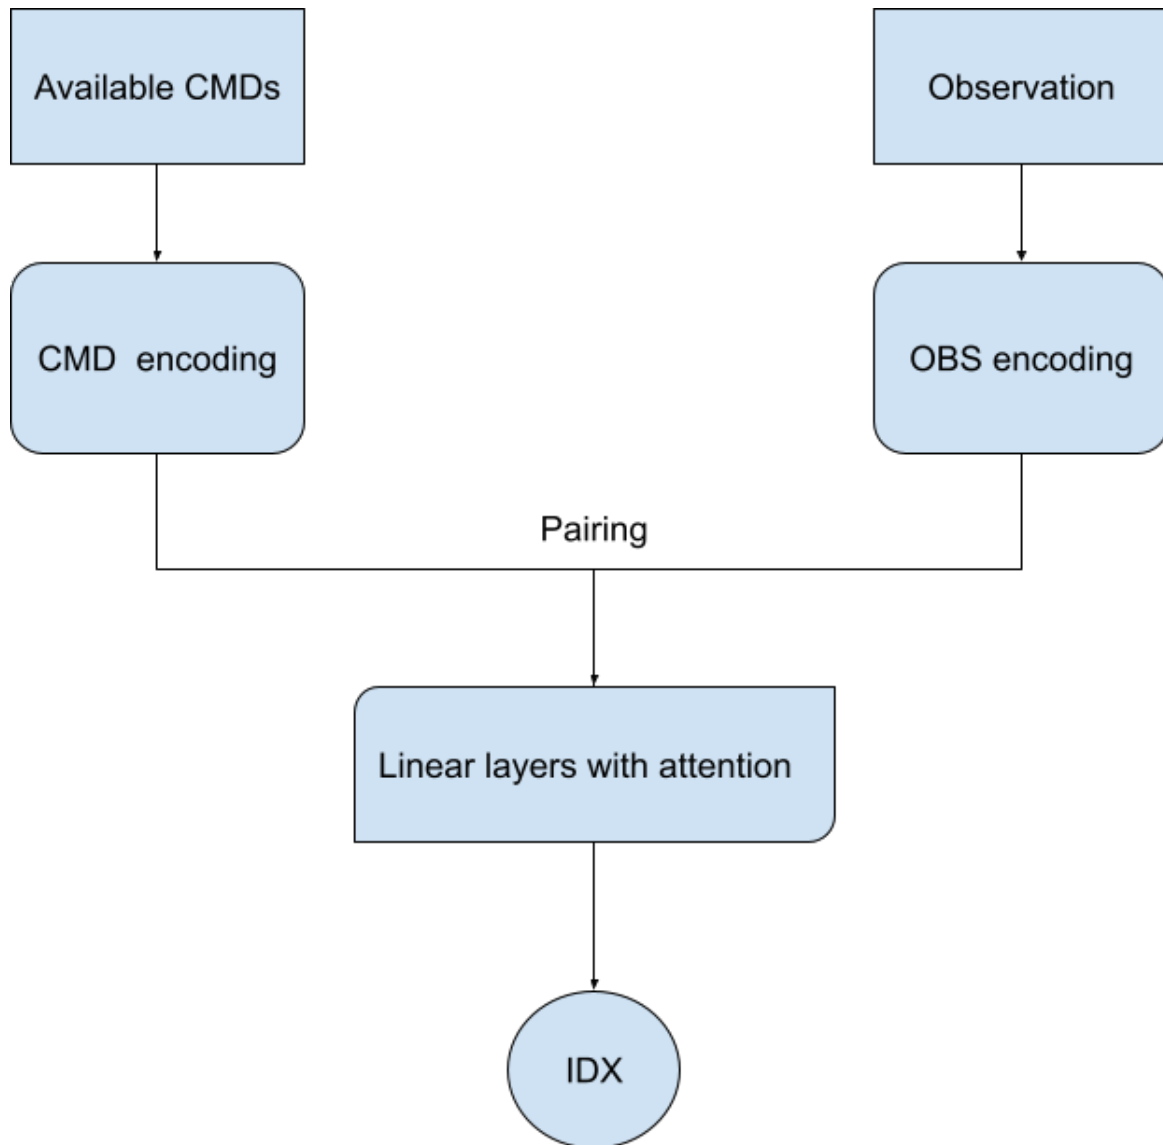 Available CMDs
Observation
CMD  encoding
OBS encoding
Pairing
Linear layers with attention
IDX